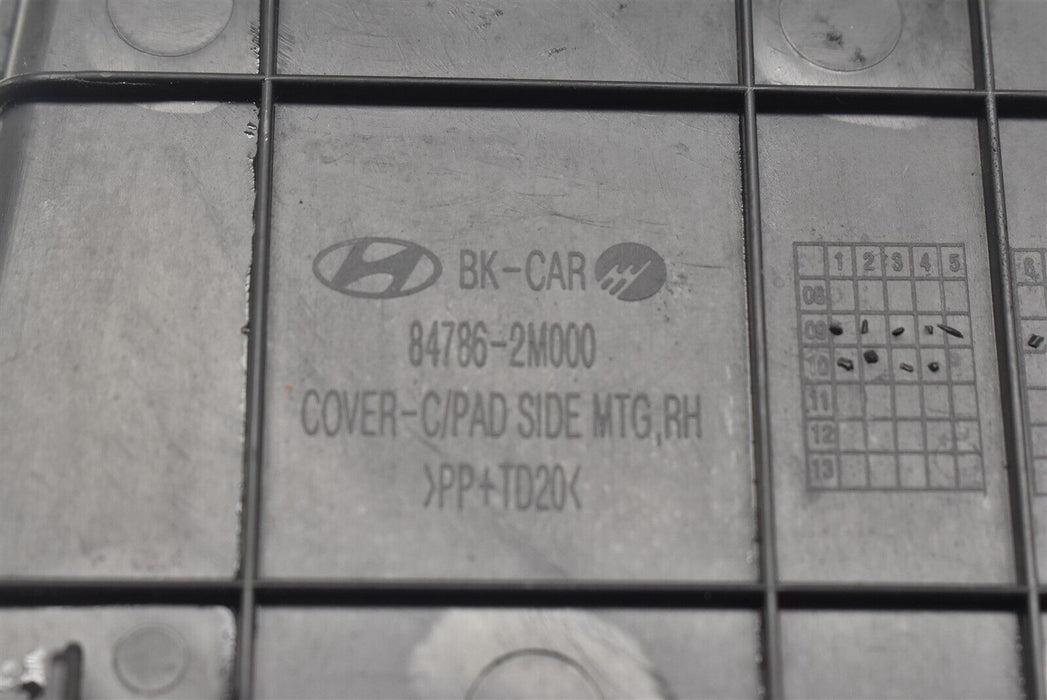 BK-CAR
84786-2M000
COVER-C/PAD SIDE MTG,RH
>PP+TD20<
1 2 3 4 5
08
09
10
11
12
13
6